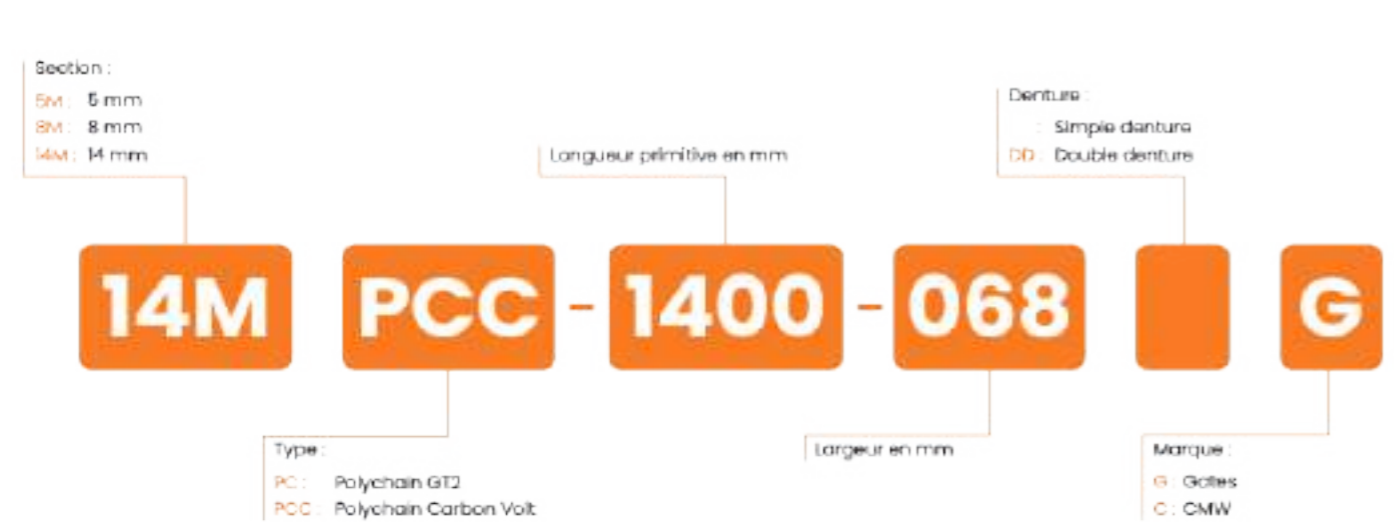 Section :
5M : 5 mm
8M : 8 mm
14M : 14 mm
Longueur primitive en mm
Denture :
: Simple denture
DD : Double denture
14M PCC - 1400 - 068 G
Type :
PC : Polychain GT2
PCC : Polychain Carbon Volt
Largeur en mm
Marque :
G : Gates
C : CMW